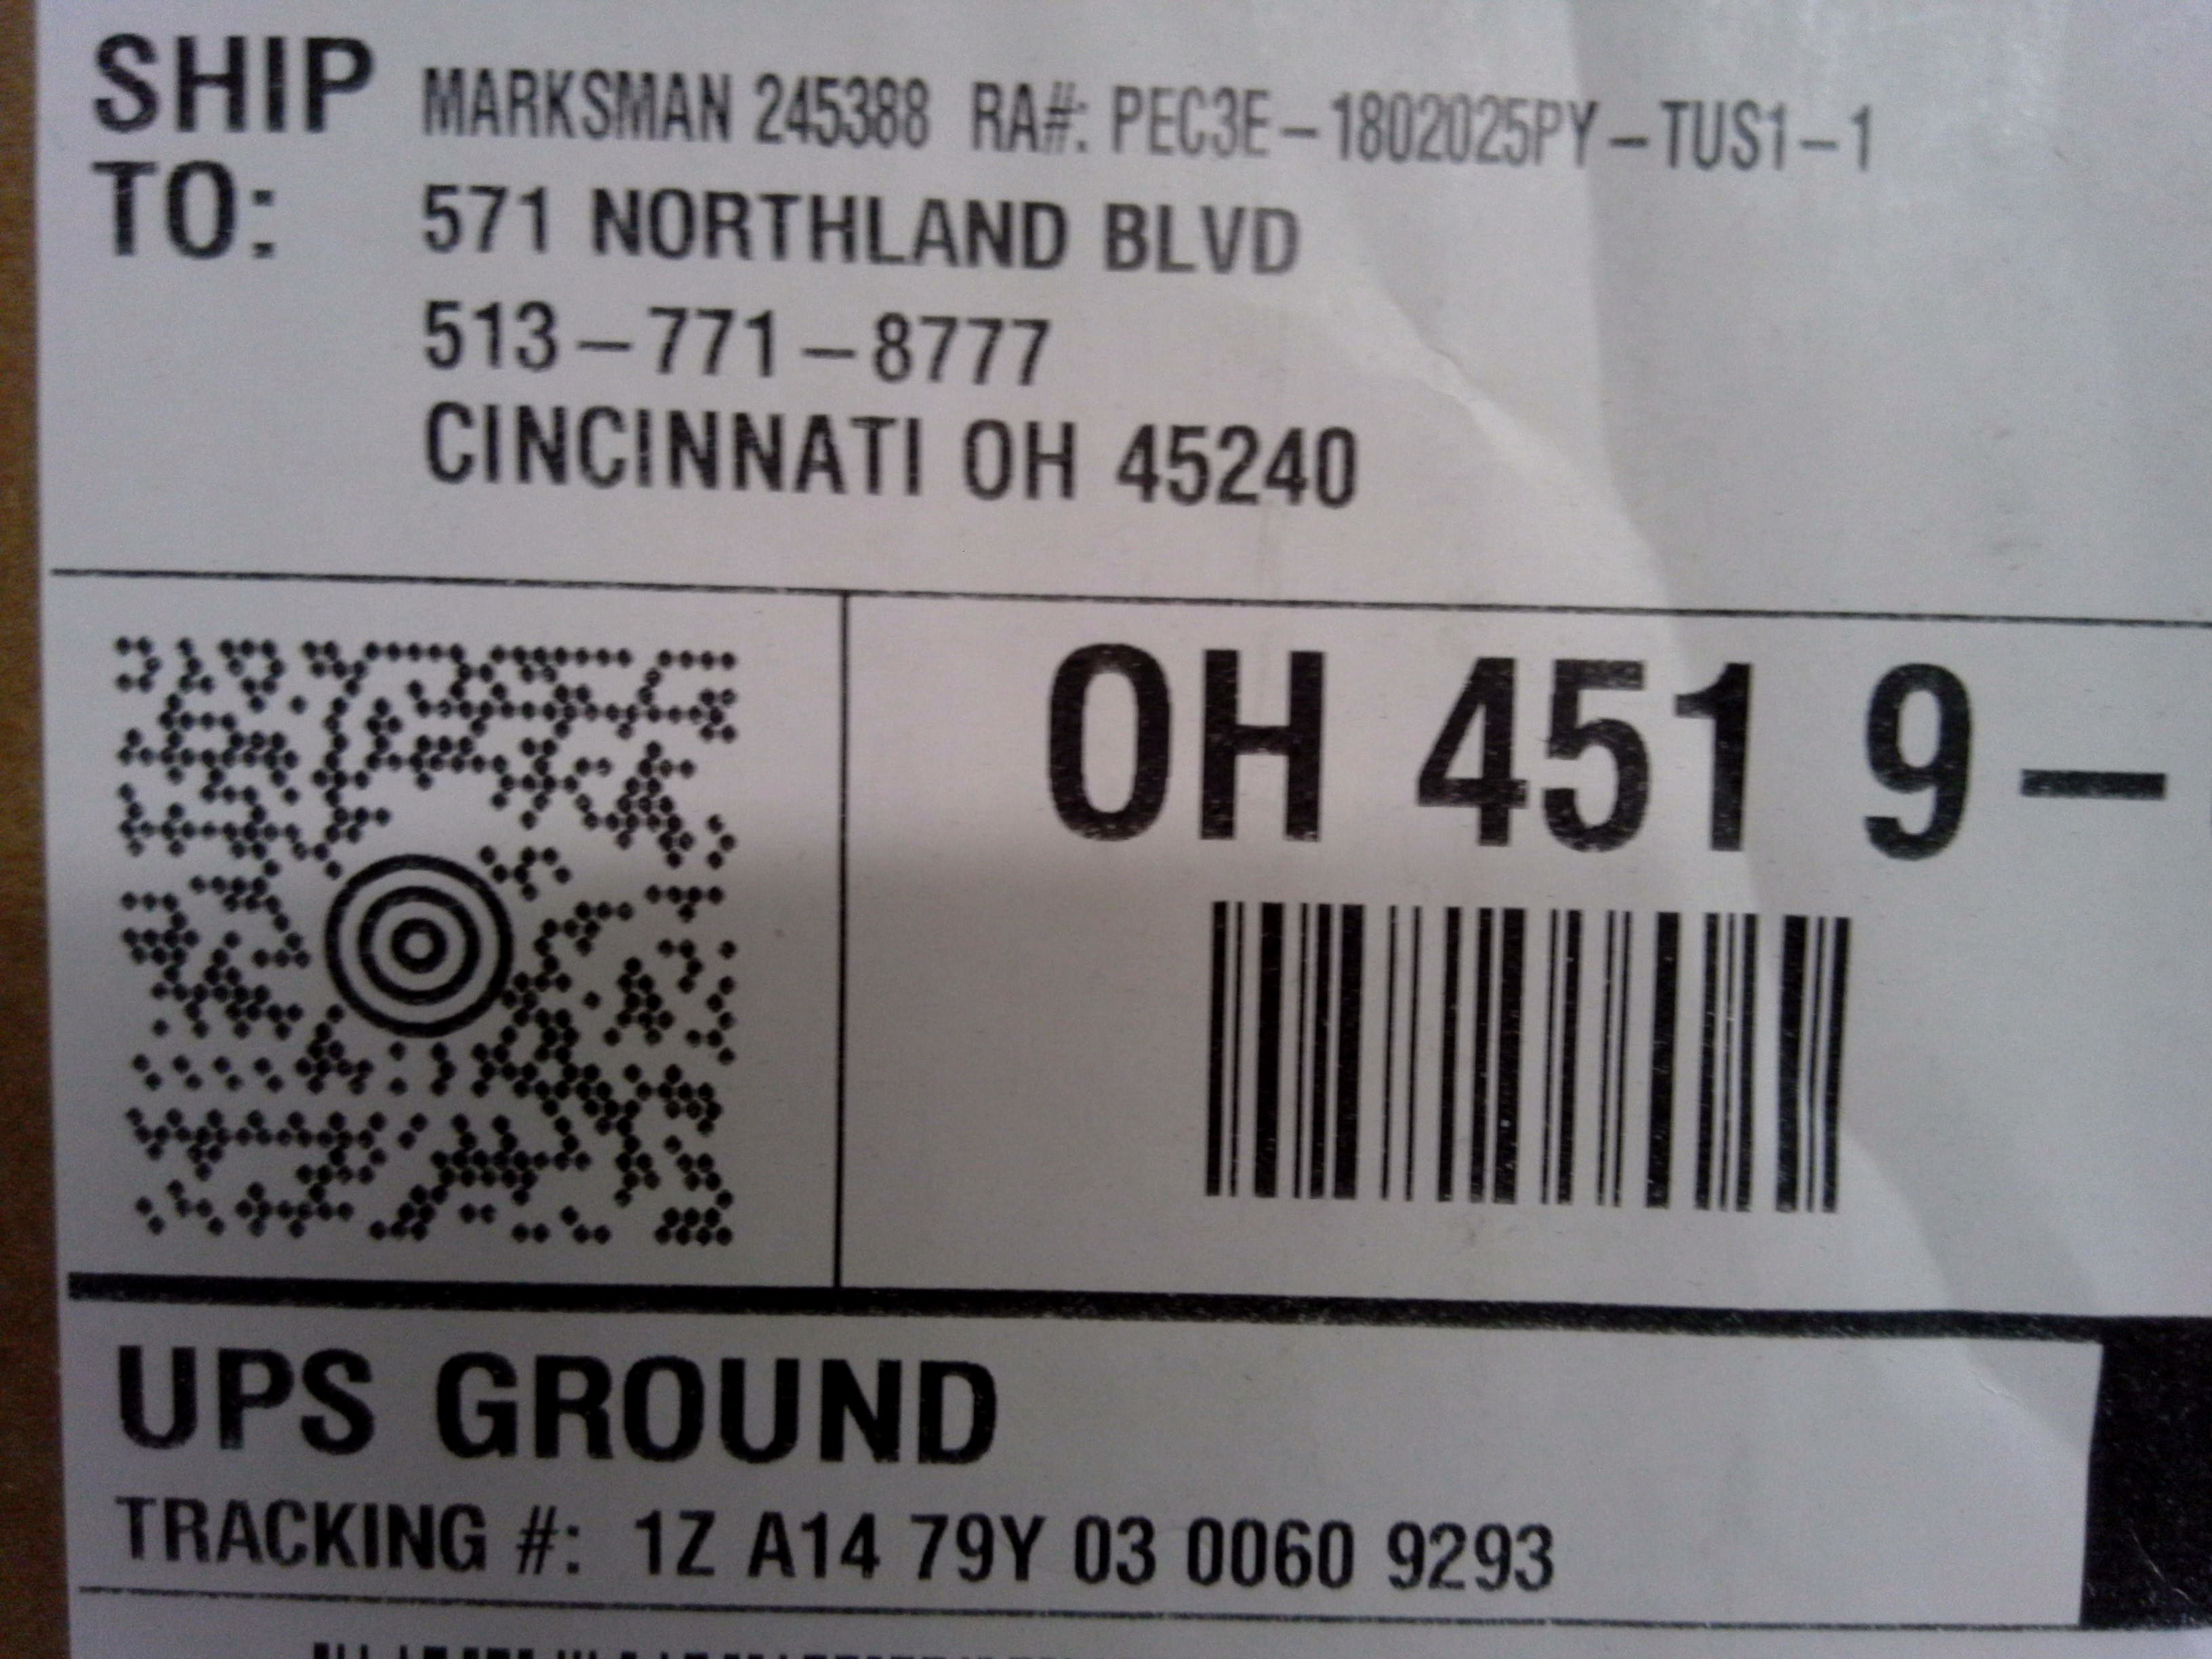 SHIP MARKSMAN 245388 RA#: PEC3E-1802025PY-TUS1-1
TO: 571 NORTHLAND BLVD
513-771-8777
CINCINNATI OH 45240
OH 451 9-
UPS GROUND
TRACKING #: 1Z A14 79Y 03 0060 9293